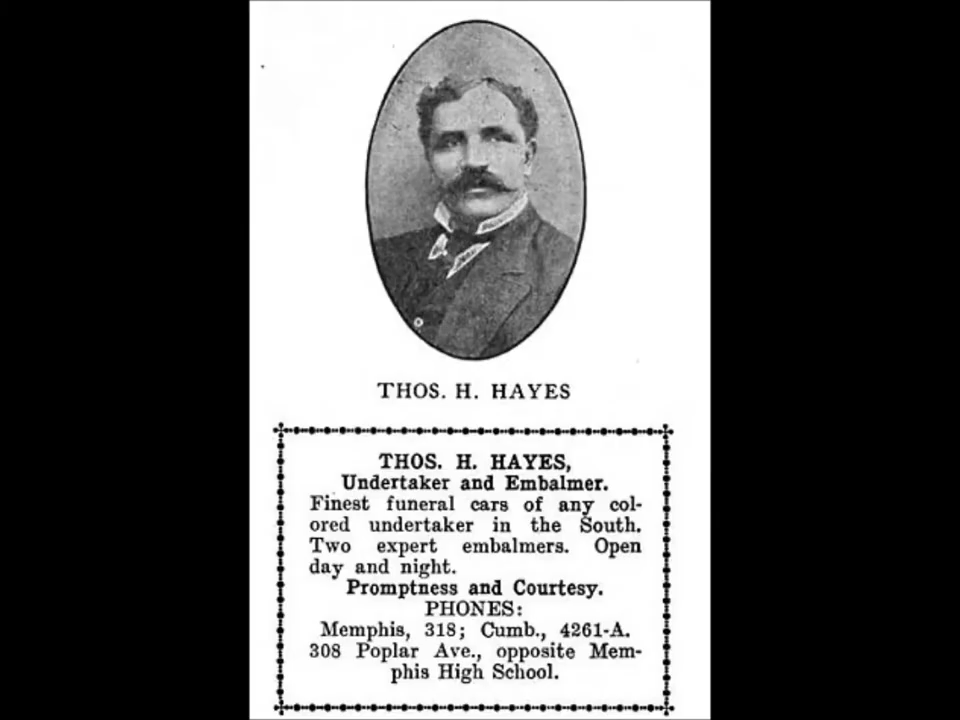 THOS. H. HAYES
THOS. H. HAYES,
Undertaker and Embalmer.
Finest funeral cars of any col-
ored undertaker in the South.
Two expert embalmers. Open
day and night.
Promptness and Courtesy.
PHONES:
Memphis, 318; Cumb., 4261-A.
308 Poplar Ave., opposite Mem-
phis High School.